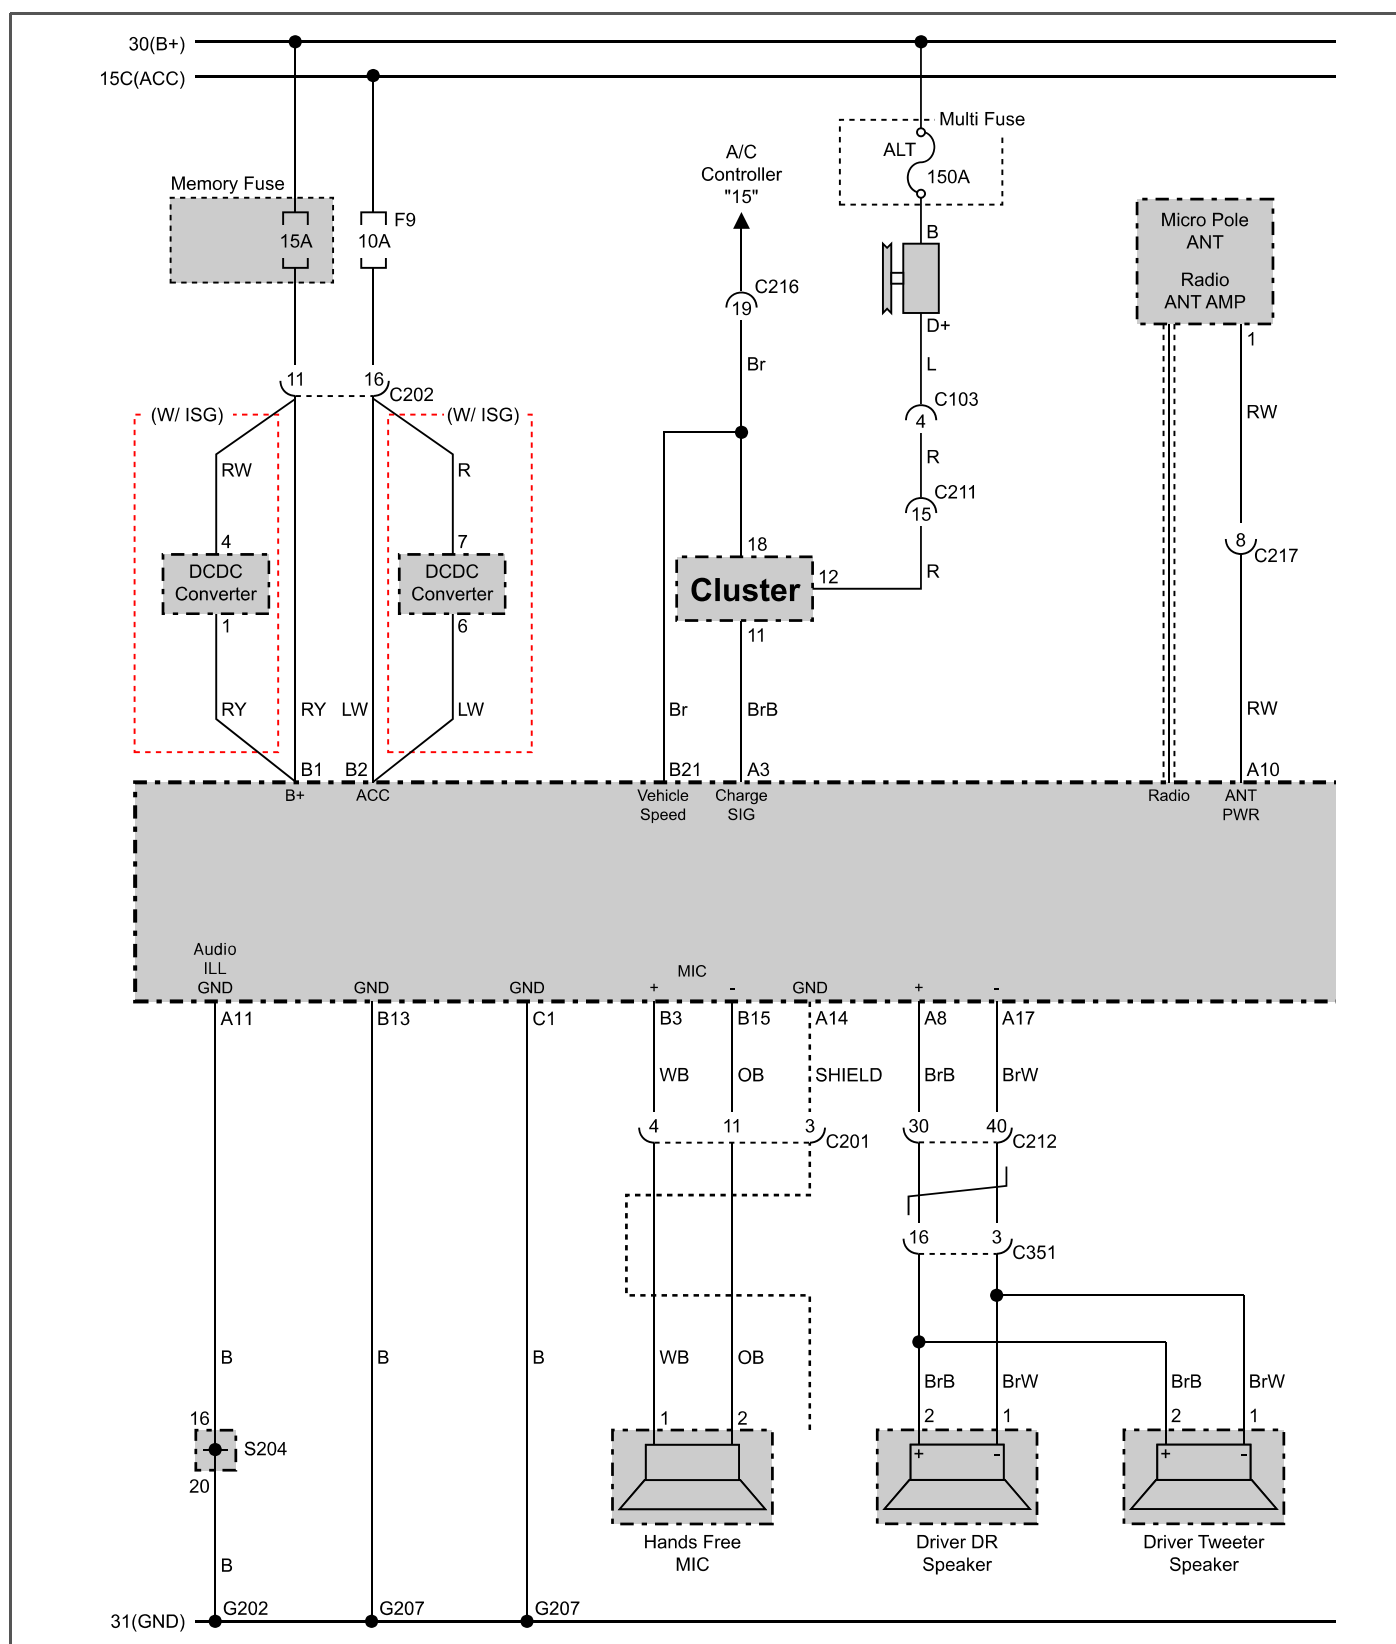 30(B+)
15C(ACC)
Multi Fuse
ALT
150A
A/C
Controller
"15"
Memory Fuse
15A
10A
F9
B
Micro Pole
ANT
Radio
ANT AMP
C216
19
D+
1
Br
L
11
16
C202
C103
4
(W/ ISG)
(W/ ISG)
RW
RW
R
R
C211
15
4
7
18
8
C217
DCDC
Converter
DCDC
Converter
Cluster
12
R
1
6
11
RY
RY
LW
LW
Br
BrB
RW
B1
B2
B21
A3
A10
B+
ACC
Vehicle
Speed
Charge
SIG
Radio
ANT
PWR
Audio
ILL
GND
GND
GND
MIC
+
-
GND
+
-
A11
B13
C1
B3
B15
A14
A8
A17
WB
OB
SHIELD
BrB
BrW
4
11
3
C201
30
40
C212
16
3
C351
B
B
B
WB
OB
BrB
BrW
BrB
BrW
16
1
2
2
1
2
1
S204
+
-
+
-
20
Hands Free
MIC
Driver DR
Speaker
Driver Tweeter
Speaker
B
G202
G207
G207
31(GND)